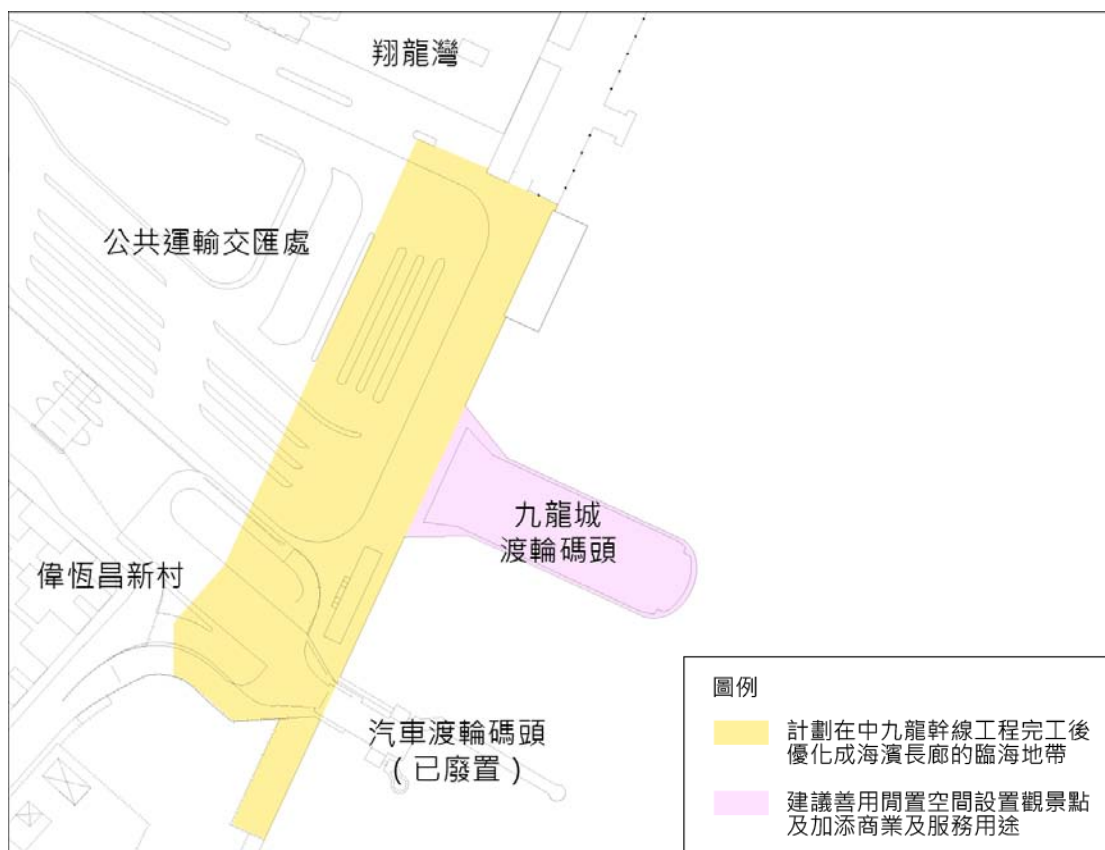 翔龍灣
公共運輸交匯處
九龍城
渡輪碼頭
偉恆昌新村
汽車渡輪碼頭
（已廢置）
圖例
計劃在中九龍幹線工程完工後
優化成海濱長廊的臨海地帶
建議善用閒置空間設置觀景點
及加添商業及服務用途